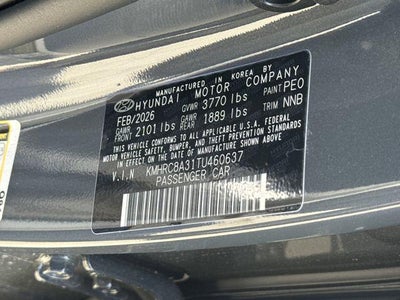 MANUFACTURED IN KOREA BY
HYUNDAI MOTOR COMPANY
FEB/2026 GVWR 3770 lbs PAINT PEO
GAWR FRONT 2101 lbs GAWR REAR 1889 lbs TRIM NNB
THIS VEHICLE CONFORMS TO ALL APPLICABLE U.S.A FEDERAL MOTOR
VEHICLE SAFETY, BUMPER, AND THEFT PREVENTION STANDARDS
IN EFFECT ON THE DATE OF MANUFACTURE SHOWN ABOVE.
V.I.N KMHRC8A31TU460637
PASSENGER CAR